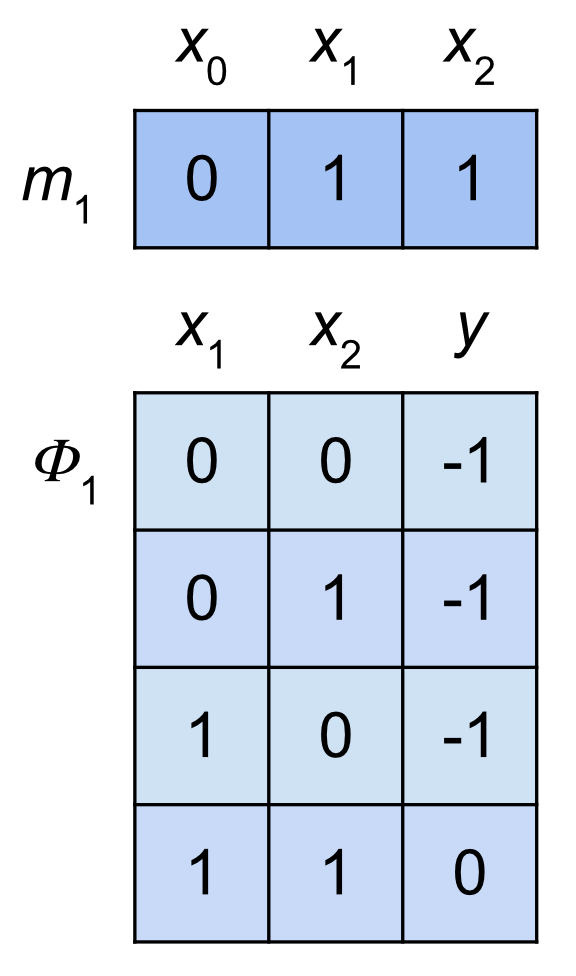 x₀ x₁ x₂
m₁ 0 1 1
x₁ x₂ y
Φ₁ 0 0 -1
0 1 -1
1 0 -1
1 1 0